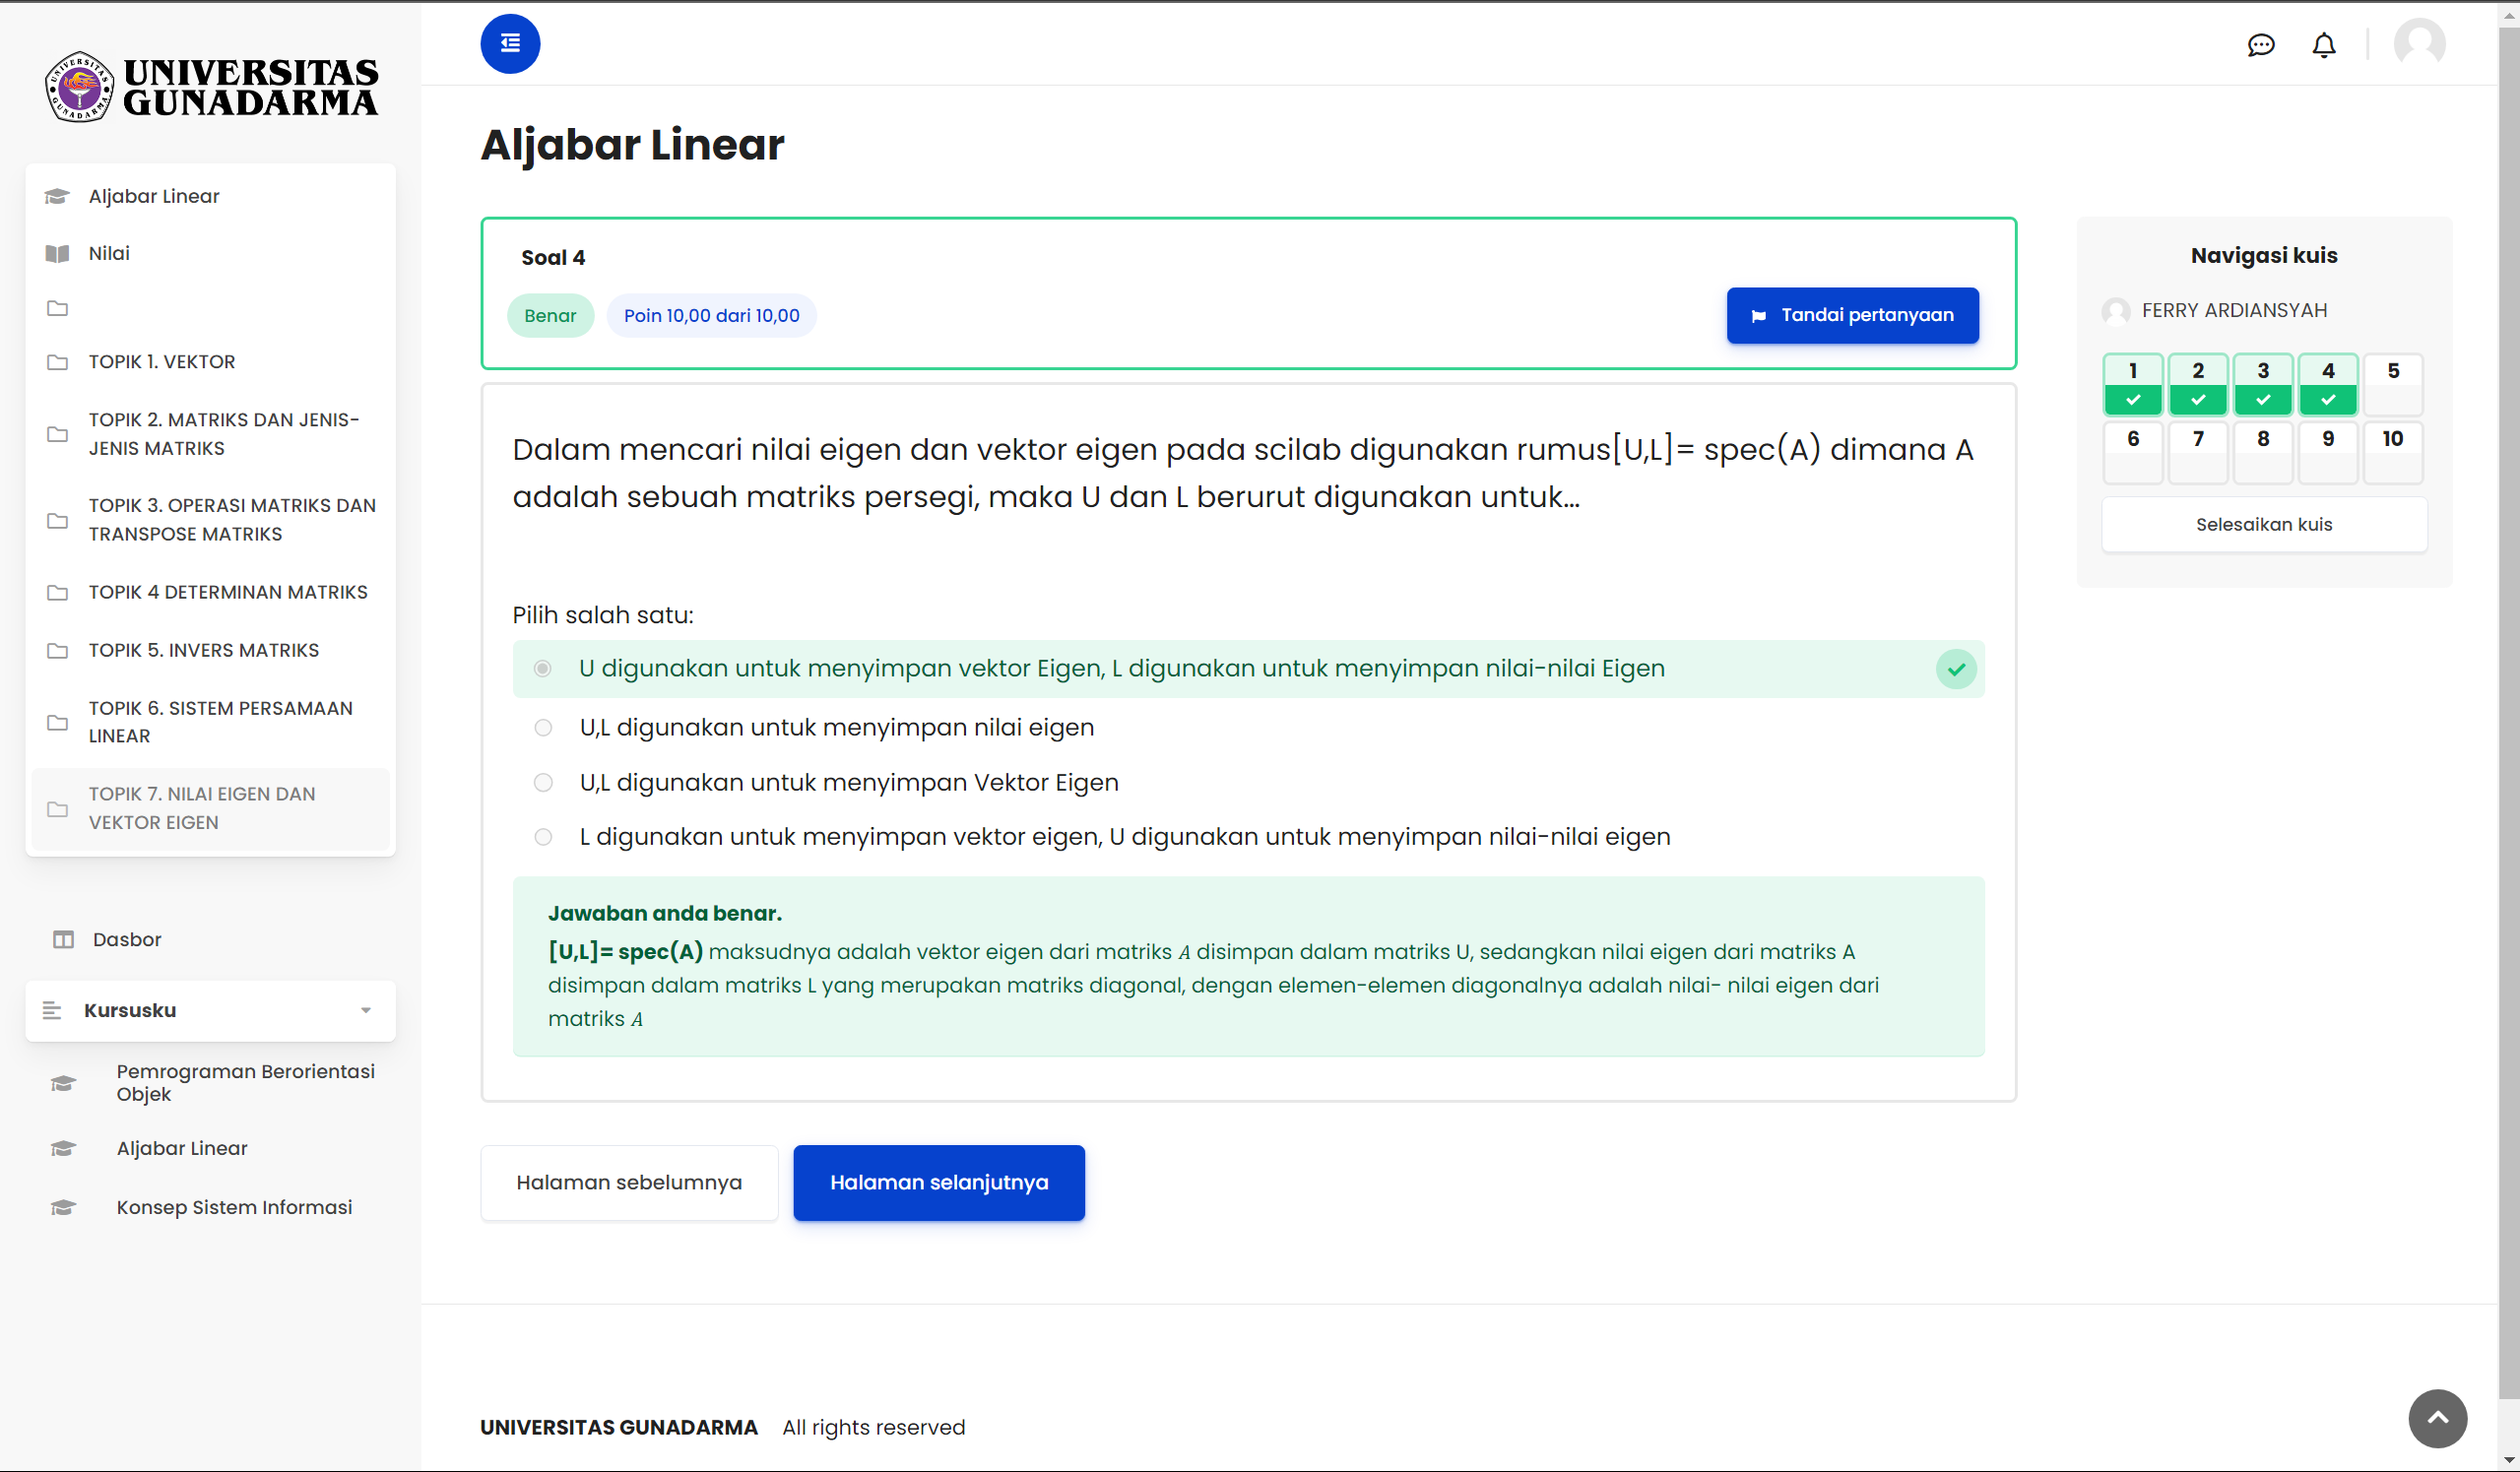 UNIVERSITAS
GUNADARMA
Aljabar Linear
Nilai
TOPIK 1. VEKTOR
TOPIK 2. MATRIKS DAN JENIS-
JENIS MATRIKS
TOPIK 3. OPERASI MATRIKS DAN
TRANSPOSE MATRIKS
TOPIK 4 DETERMINAN MATRIKS
TOPIK 5. INVERS MATRIKS
TOPIK 6. SISTEM PERSAMAAN
LINEAR
TOPIK 7. NILAI EIGEN DAN
VEKTOR EIGEN
Dasbor
Kursusku
Pemrograman Berorientasi
Objek
Aljabar Linear
Konsep Sistem Informasi
Aljabar Linear
Soal 4
Benar
Poin 10,00 dari 10,00
Tandai pertanyaan
Dalam mencari nilai eigen dan vektor eigen pada scilab digunakan rumus[U,L]= spec(A) dimana A
adalah sebuah matriks persegi, maka U dan L berurut digunakan untuk...
Pilih salah satu:
U digunakan untuk menyimpan vektor Eigen, L digunakan untuk menyimpan nilai-nilai Eigen
U,L digunakan untuk menyimpan nilai eigen
U,L digunakan untuk menyimpan Vektor Eigen
L digunakan untuk menyimpan vektor eigen, U digunakan untuk menyimpan nilai-nilai eigen
Jawaban anda benar.
[U,L]= spec(A) maksudnya adalah vektor eigen dari matriks A disimpan dalam matriks U, sedangkan nilai eigen dari matriks A
disimpan dalam matriks L yang merupakan matriks diagonal, dengan elemen-elemen diagonalnya adalah nilai- nilai eigen dari
matriks A
Halaman sebelumnya
Halaman selanjutnya
Navigasi kuis
FERRY ARDIANSYAH
1 2 3 4 5
6 7 8 9 10
Selesaikan kuis
UNIVERSITAS GUNADARMA All rights reserved